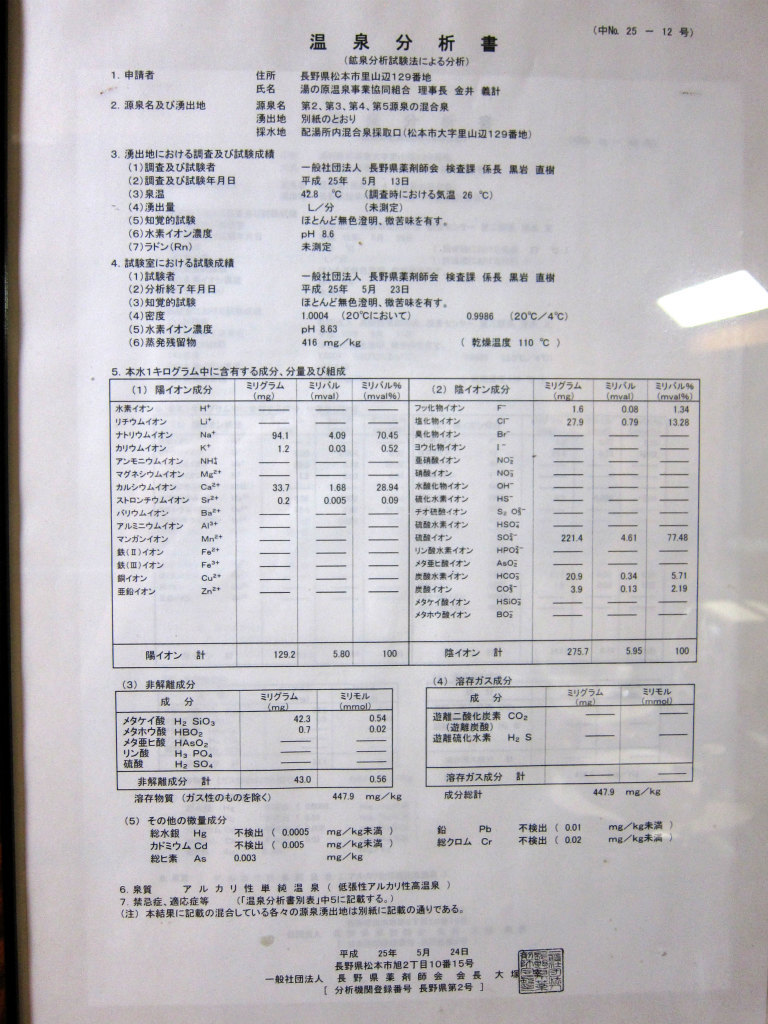 (中No. 25 － 12 号)
温泉分析書
(鉱泉分析試験法による分析)
1. 申請者 住所 長野県松本市里山辺129番地
氏名 湯の原温泉事業協同組合 理事長 金井 義計
2. 源泉名及び湧出地 源泉名 第2、第3、第4、第5源泉の混合泉
湧出地 別紙のとおり
採水地 配湯所内混合泉採取口(松本市大字里山辺129番地)
3. 湧出地における調査及び試験成績
(1)調査及び試験者 一般社団法人 長野県薬剤師会 検査課 係長 黒岩 直樹
(2)調査及び試験年月日 平成 25年 5月 13日
(3)泉温 42.8 ℃ (調査時における気温 26 ℃)
(4)湧出量 L/分 (未測定)
(5)知覚的試験 ほとんど無色澄明、微苦味を有す。
(6)水素イオン濃度 pH 8.6
(7)ラドン(Rn) 未測定
4. 試験室における試験成績
(1)試験者 一般社団法人 長野県薬剤師会 検査課 係長 黒岩 直樹
(2)分析終了年月日 平成 25年 5月 23日
(3)知覚的試験 ほとんど無色澄明、微苦味を有す。
(4)密度 1.0004 (20℃において) 0.9986 (20℃/4℃)
(5)水素イオン濃度 pH 8.63
(6)蒸発残留物 416 mg/kg ( 乾燥温度 110 ℃ )
5. 本水1キログラム中に含有する成分、分量及び組成
(1) 陽イオン成分 ミリグラム(mg) ミリバル(mval) ミリバル%(mval%)
水素イオン H⁺ ―― ―― ――
リチウムイオン Li⁺ ―― ―― ――
ナトリウムイオン Na⁺ 94.1 4.09 70.45
カリウムイオン K⁺ 1.2 0.03 0.52
アンモニウムイオン NH₄⁺ ―― ―― ――
マグネシウムイオン Mg²⁺ ―― ―― ――
カルシウムイオン Ca²⁺ 33.7 1.68 28.94
ストロンチウムイオン Sr²⁺ 0.2 0.005 0.09
バリウムイオン Ba²⁺ ―― ―― ――
アルミニウムイオン Al³⁺ ―― ―― ――
マンガンイオン Mn²⁺ ―― ―― ――
鉄(Ⅱ)イオン Fe²⁺ ―― ―― ――
鉄(Ⅲ)イオン Fe³⁺ ―― ―― ――
銅イオン Cu²⁺ ―― ―― ――
亜鉛イオン Zn²⁺ ―― ―― ――
陽イオン 計 129.2 5.80 100
(2) 陰イオン成分 ミリグラム(mg) ミリバル(mval) ミリバル%(mval%)
フッ化物イオン F⁻ 1.6 0.08 1.34
塩化物イオン Cl⁻ 27.9 0.79 13.28
臭化物イオン Br⁻ ―― ―― ――
ヨウ化物イオン I⁻ ―― ―― ――
亜硝酸イオン NO₂⁻ ―― ―― ――
硝酸イオン NO₃⁻ ―― ―― ――
水酸化物イオン OH⁻ ―― ―― ――
硫化水素イオン HS⁻ ―― ―― ――
チオ硫酸イオン S₂O₃²⁻ ―― ―― ――
硫酸水素イオン HSO₄⁻ ―― ―― ――
硫酸イオン SO₄²⁻ 221.4 4.61 77.48
リン酸水素イオン HPO₄²⁻ ―― ―― ――
メタ亜ヒ酸イオン AsO₂⁻ ―― ―― ――
炭酸水素イオン HCO₃⁻ 20.9 0.34 5.71
炭酸イオン CO₃²⁻ 3.9 0.13 2.19
メタケイ酸イオン HSiO₃⁻ ―― ―― ――
メタホウ酸イオン BO₂⁻ ―― ―― ――
陰イオン 計 275.7 5.95 100
(3) 非解離成分
成 分 ミリグラム(mg) ミリモル(mmol)
メタケイ酸 H₂SiO₃ 42.3 0.54
メタホウ酸 HBO₂ 0.7 0.02
メタ亜ヒ酸 HAsO₂ ―― ――
リン酸 H₃PO₄ ―― ――
硫酸 H₂SO₄ ―― ――
非解離成分 計 43.0 0.56
溶存物質 (ガス性のものを除く) 447.9 mg/kg
(4) 溶存ガス成分
成 分 ミリグラム(mg) ミリモル(mmol)
遊離二酸化炭素 CO₂ ―― ――
(遊離炭酸)
遊離硫化水素 H₂S ―― ――
溶存ガス成分 計 ―― ――
成分総計 447.9 mg/kg
(5) その他の微量成分
総水銀 Hg 不検出 ( 0.0005 mg/kg未満 ) 鉛 Pb 不検出 ( 0.01 mg/kg未満 )
カドミウム Cd 不検出 ( 0.005 mg/kg未満 ) 総クロム Cr 不検出 ( 0.02 mg/kg未満 )
総ヒ素 As 0.003 mg/kg
6. 泉質 アルカリ性単純温泉 ( 低張性アルカリ性高温泉 )
7. 禁忌症、適応症等 (「温泉分析書別表」中5に記載する。)
(注) 本結果に記載の混合している各々の源泉湧出地は別紙に記載の通りである。
平成 25年 5月 24日
長野県松本市旭2丁目10番15号
一般社団法人 長野県薬剤師会 会長 大塚
[ 分析機関登録番号 長野県第2号 ]